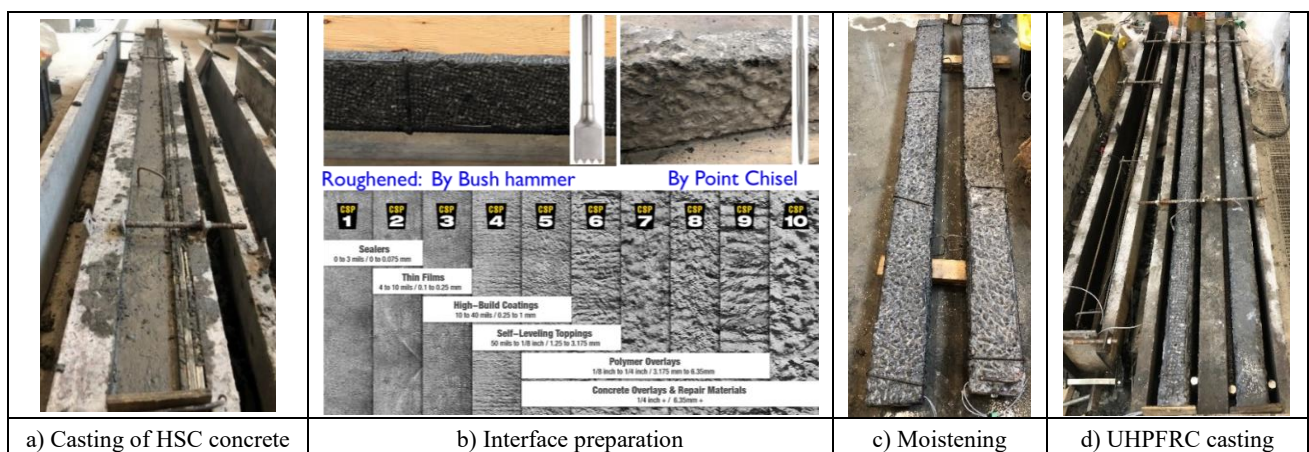 Roughened: By Bush hammer By Point Chisel
CSP 1 CSP 2 CSP 3 CSP 4 CSP 5 CSP 6 CSP 7 CSP 8 CSP 9 CSP 10
Sealers
0 to 3 mils / 0 to 0.075 mm
Thin Films
4 to 10 mils / 0.1 to 0.25 mm
High–Build Coatings
10 to 40 mils / 0.25 to 1 mm
Self–Leveling Toppings
50 mils to 1/8 inch / 1.25 to 3.175 mm
Polymer Overlays
1/8 inch to 1/4 inch / 3.175 mm to 6.35mm
Concrete Overlays & Repair Materials
1/4 inch + / 6.35mm +
a) Casting of HSC concrete
b) Interface preparation
c) Moistening
d) UHPFRC casting